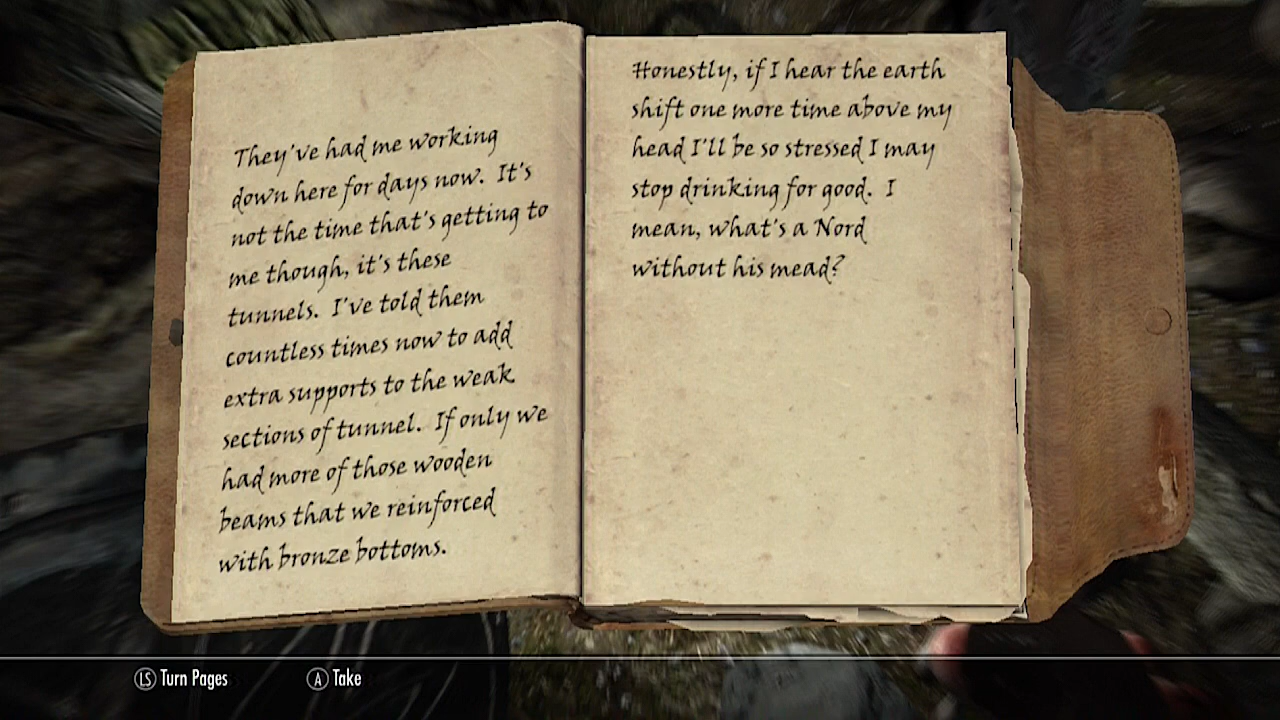 They've had me working
down here for days now.  It's
not the time that's getting to
me though, it's these
tunnels.  I've told them
countless times now to add
extra supports to the weak
sections of tunnel.  If only we
had more of those wooden
beams that we reinforced
with bronze bottoms.
Honestly, if I hear the earth
shift one more time above my
head I'll be so stressed I may
stop drinking for good.  I
mean, what's a Nord
without his mead?
LS Turn Pages
A Take